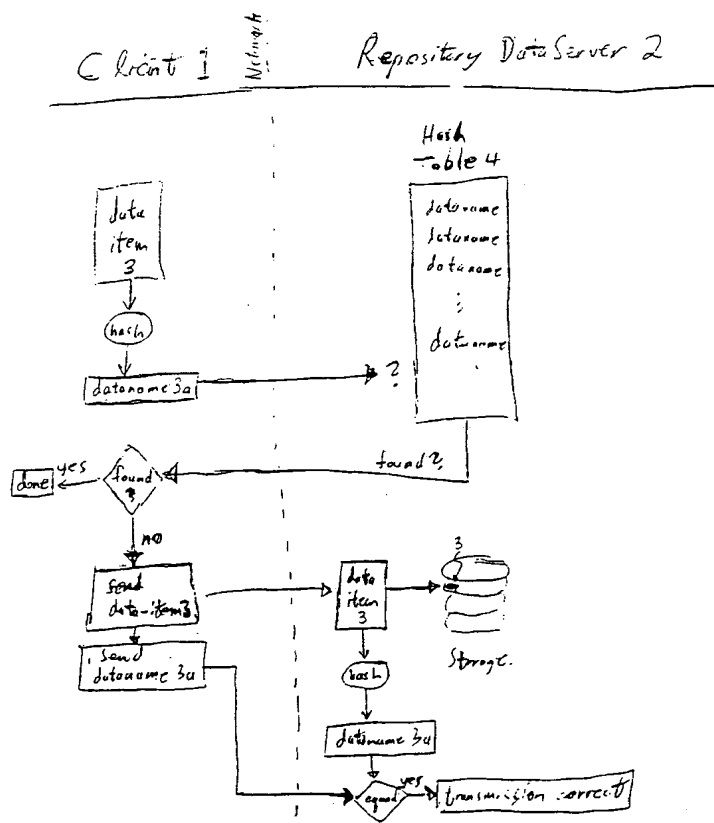 Client 1
Network
Repository DataServer 2
Hash
Table 4
data
item
3
dataname
dataname
dataname
dataname
hash
dataname 3a
?
found?
yes
done
found
?
no
send
data-item3
send
dataname 3a
data
item
3
3
Storage.
hash
dataname 3a
equal
yes
transmission correct